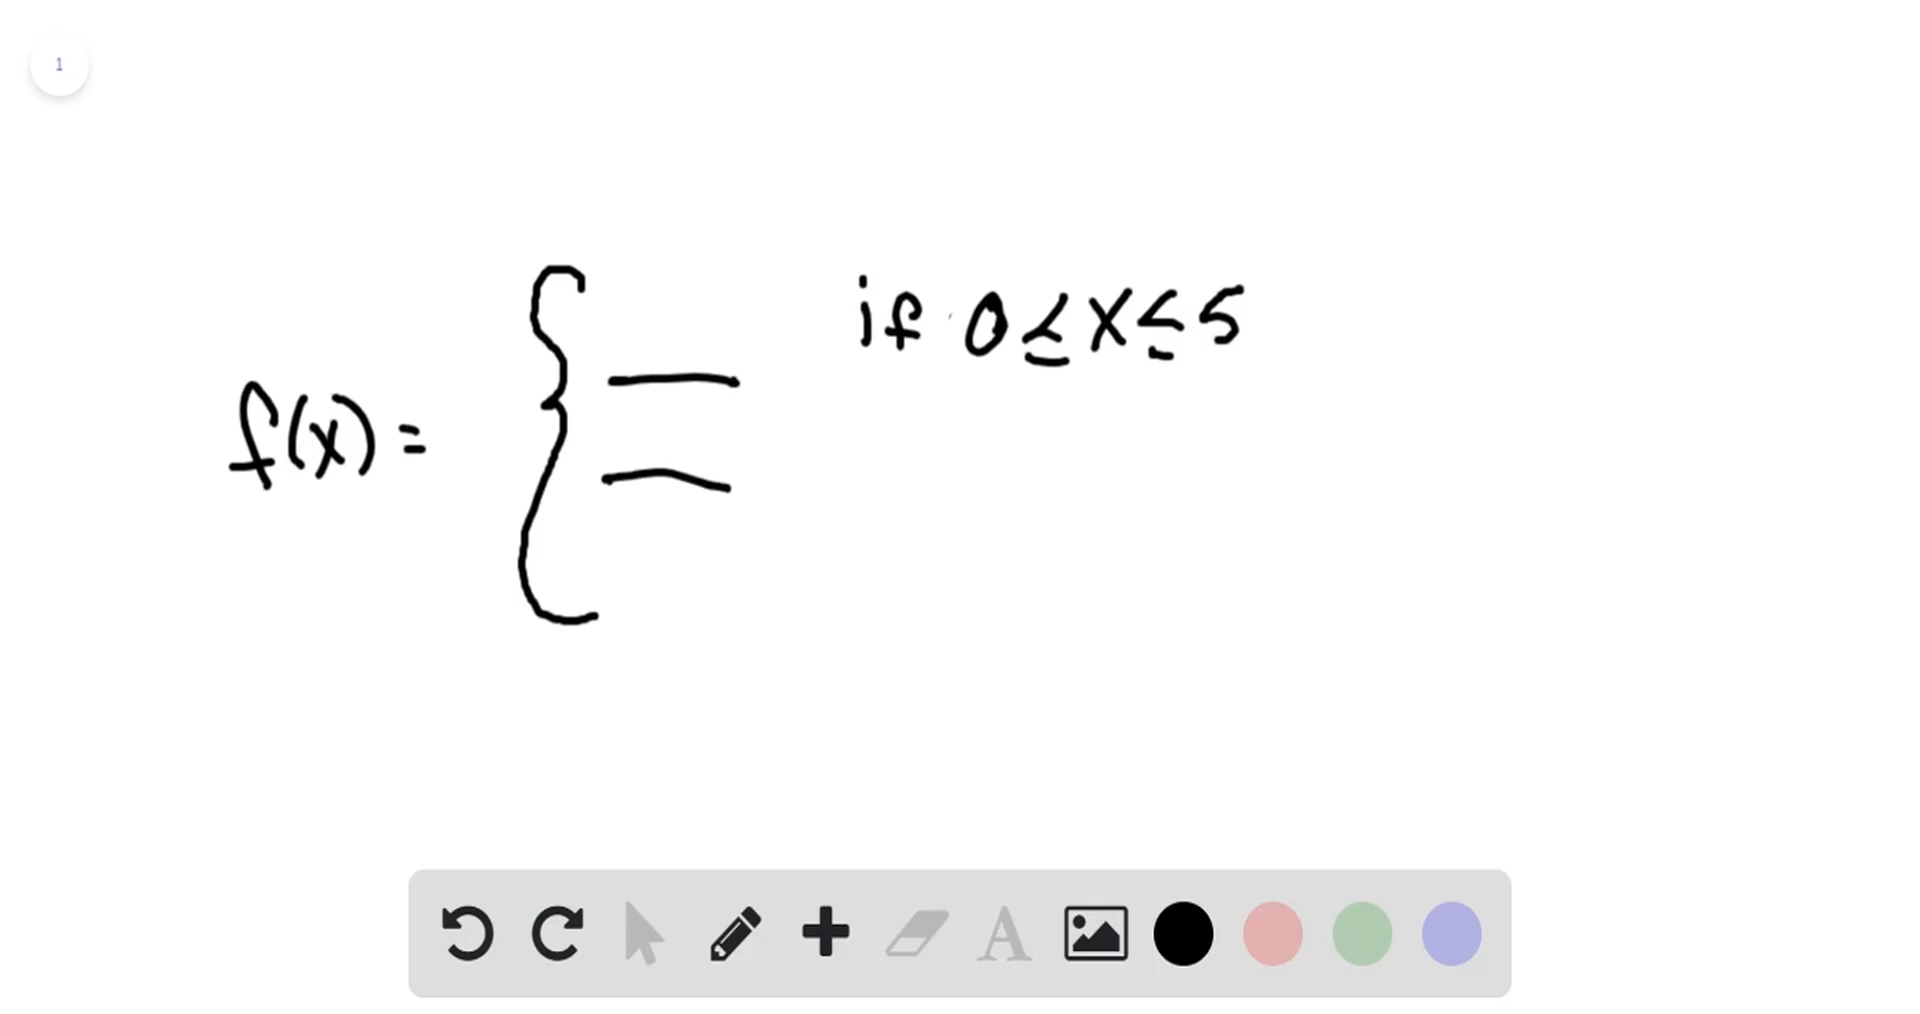 1
if 0 ≤ x ≤ 5
f(x) =
A